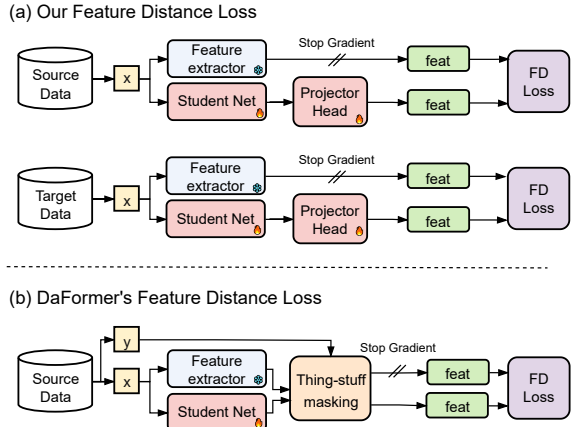 (a) Our Feature Distance Loss
Source
Data
x
Feature
extractor
Stop Gradient
feat
Student Net
Projector
Head
feat
FD
Loss
Target
Data
x
Feature
extractor
Stop Gradient
feat
Student Net
Projector
Head
feat
FD
Loss
(b) DaFormer's Feature Distance Loss
Source
Data
y
x
Feature
extractor
Student Net
Thing-stuff
masking
Stop Gradient
feat
feat
FD
Loss